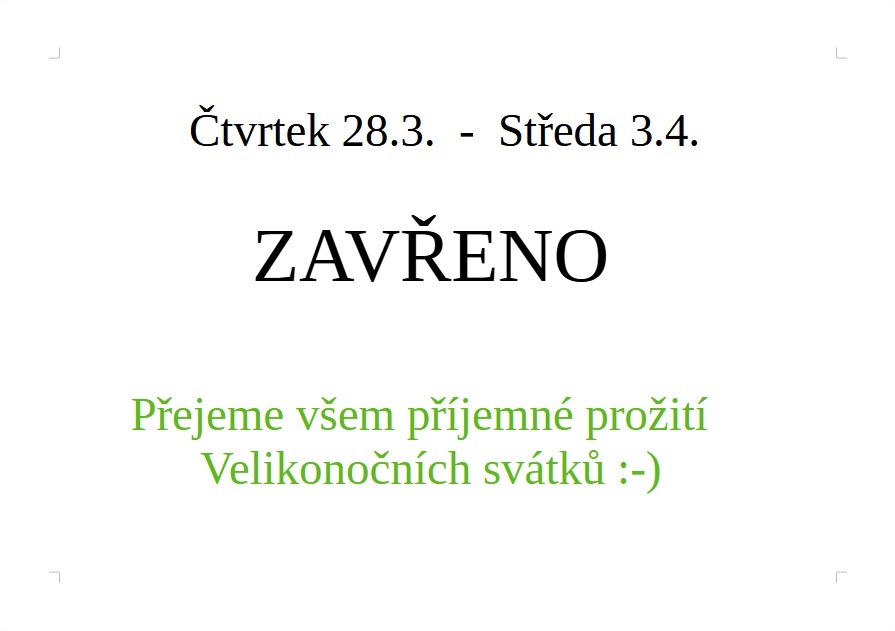 Čtvrtek 28.3. - Středa 3.4.
ZAVŘENO
Přejeme všem příjemné prožití
Velikonočních svátků :-)